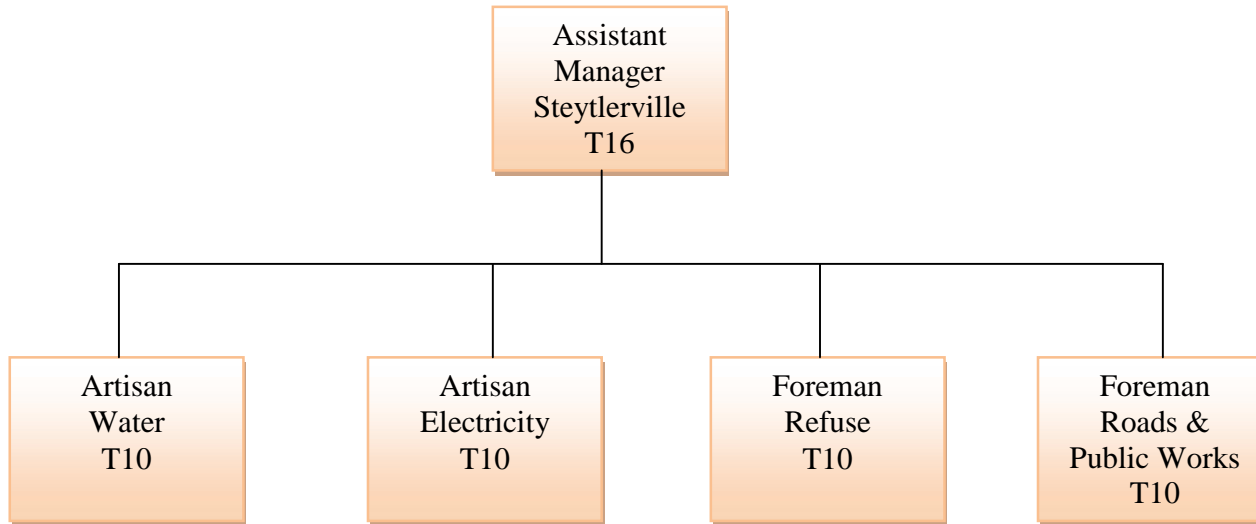 Assistant
Manager
Steytlerville
T16
Artisan
Water
T10
Artisan
Electricity
T10
Foreman
Refuse
T10
Foreman
Roads &
Public Works
T10